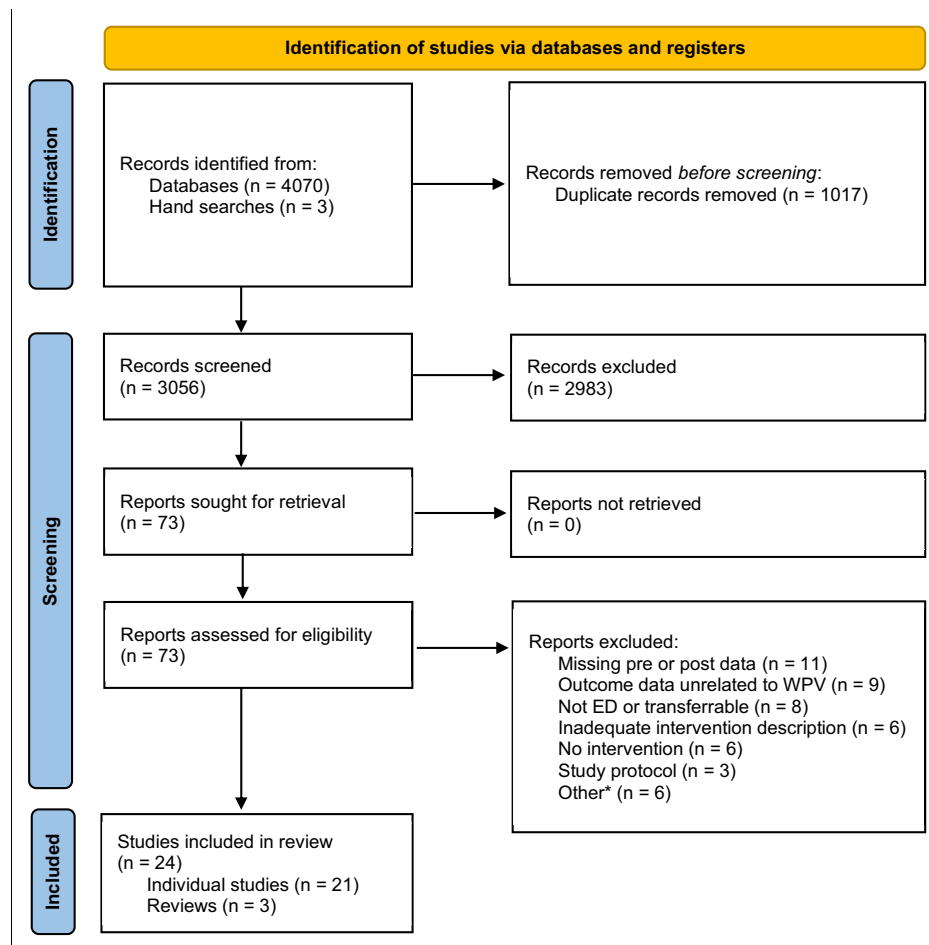 Identification of studies via databases and registers
Identification
Records identified from:
Databases (n = 4070)
Hand searches (n = 3)
Records removed before screening:
Duplicate records removed (n = 1017)
Screening
Records screened
(n = 3056)
Records excluded
(n = 2983)
Reports sought for retrieval
(n = 73)
Reports not retrieved
(n = 0)
Reports assessed for eligibility
(n = 73)
Reports excluded:
Missing pre or post data (n = 11)
Outcome data unrelated to WPV (n = 9)
Not ED or transferrable (n = 8)
Inadequate intervention description (n = 6)
No intervention (n = 6)
Study protocol (n = 3)
Other* (n = 6)
Included
Studies included in review
(n = 24)
Individual studies (n = 21)
Reviews (n = 3)